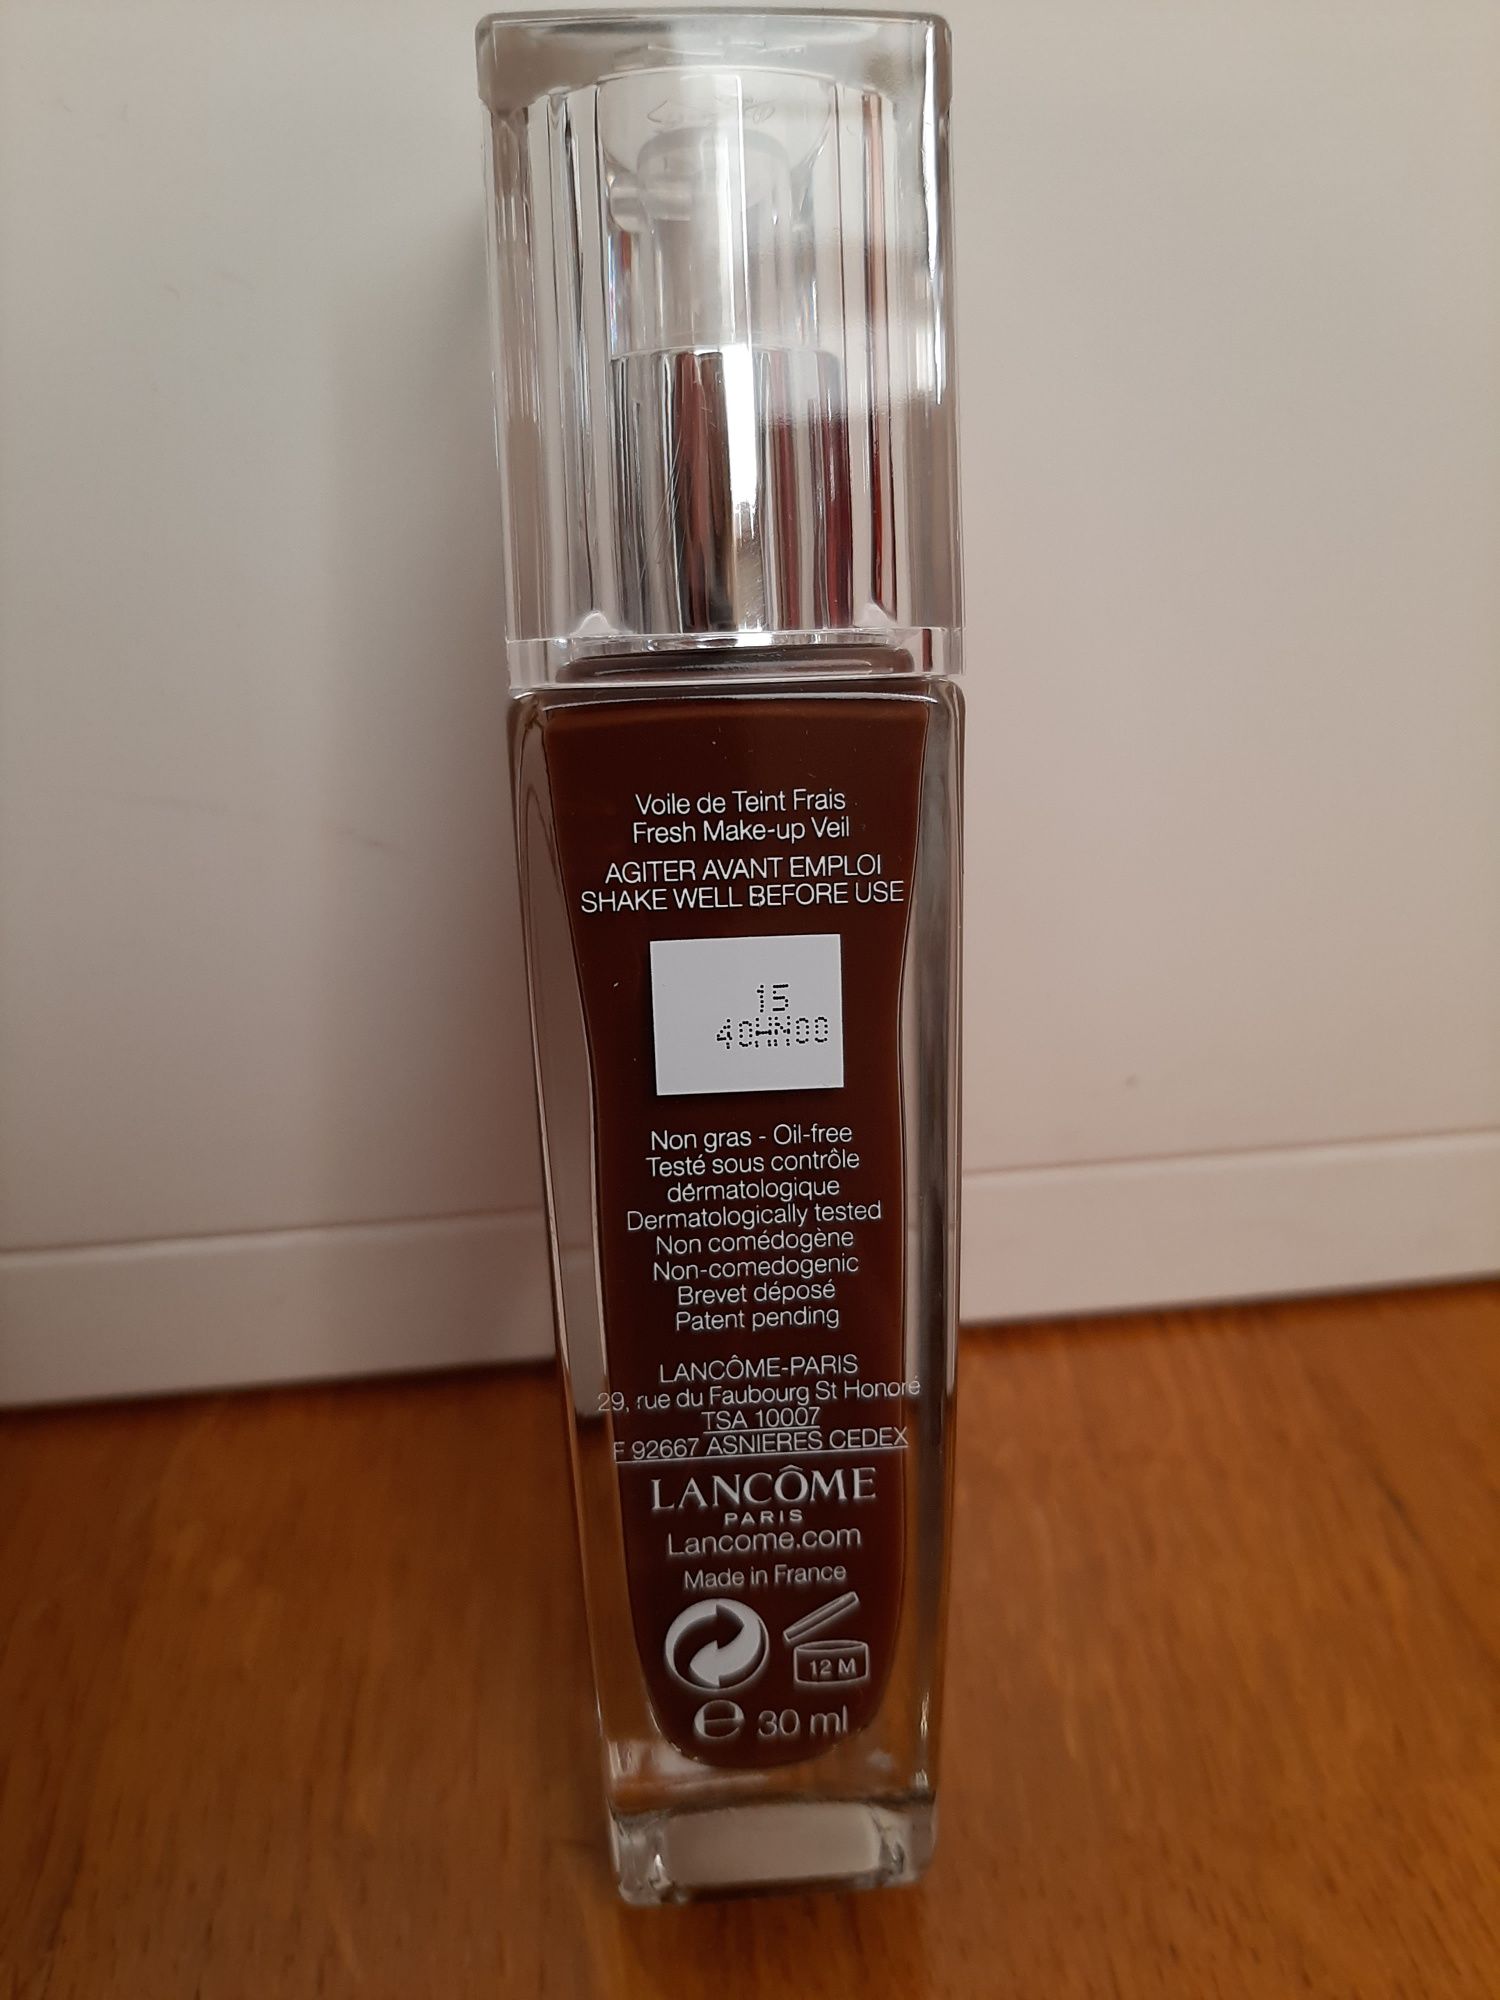 Voile de Teint Frais
Fresh Make-up Veil
AGITER AVANT EMPLOI
SHAKE WELL BEFORE USE
15
40HN00
Non gras - Oil-free
Testé sous contrôle
dermatologique
Dermatologically tested
Non comédogène
Non-comedogenic
Brevet déposé
Patent pending
LANCÔME-PARIS
29, rue du Faubourg St Honoré
TSA 10007
F 92667 ASNIERES CEDEX
LANCÔME
PARIS
Lancome.com
Made in France
12 M
e 30 ml